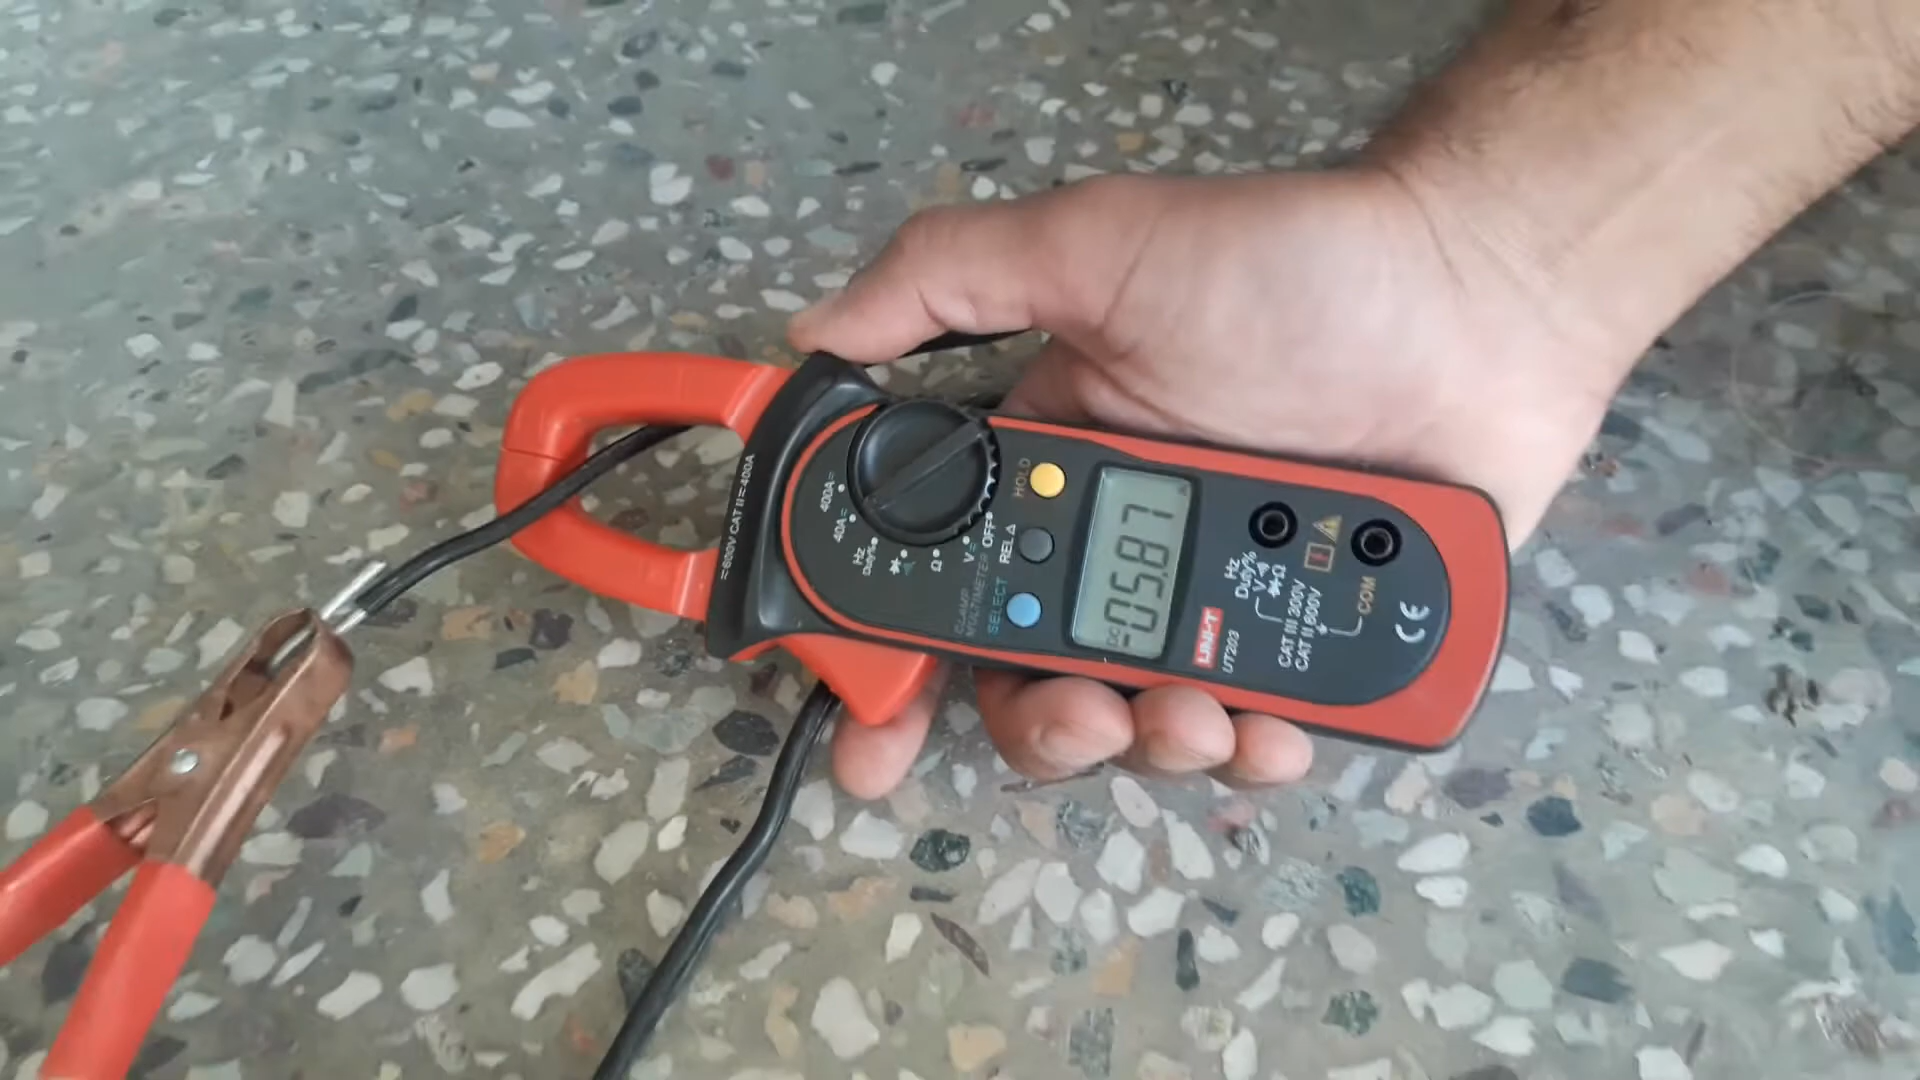 ≂600V CAT II≂400A
400A≂
40A≂
Hz
Duty%
Ω
V≂
OFF
HOLD
REL △
SELECT
CLAMP
MULTIMETER
DC
-05.87
A
UNI-T
UT203
Hz
Duty%
V
Ω
CAT III 300V
CAT II 600V
COM
CE